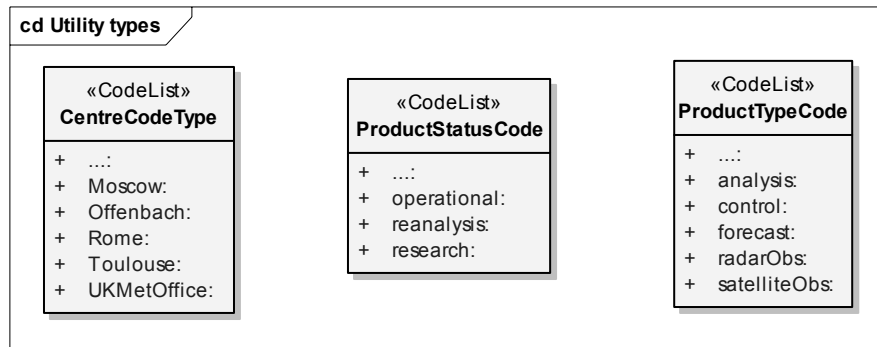 cd Utility types
«CodeList»
CentreCodeType
+ ...:
+ Moscow:
+ Offenbach:
+ Rome:
+ Toulouse:
+ UKMetOffice:
«CodeList»
ProductStatusCode
+ ...:
+ operational:
+ reanalysis:
+ research:
«CodeList»
ProductTypeCode
+ ...:
+ analysis:
+ control:
+ forecast:
+ radarObs:
+ satelliteObs: